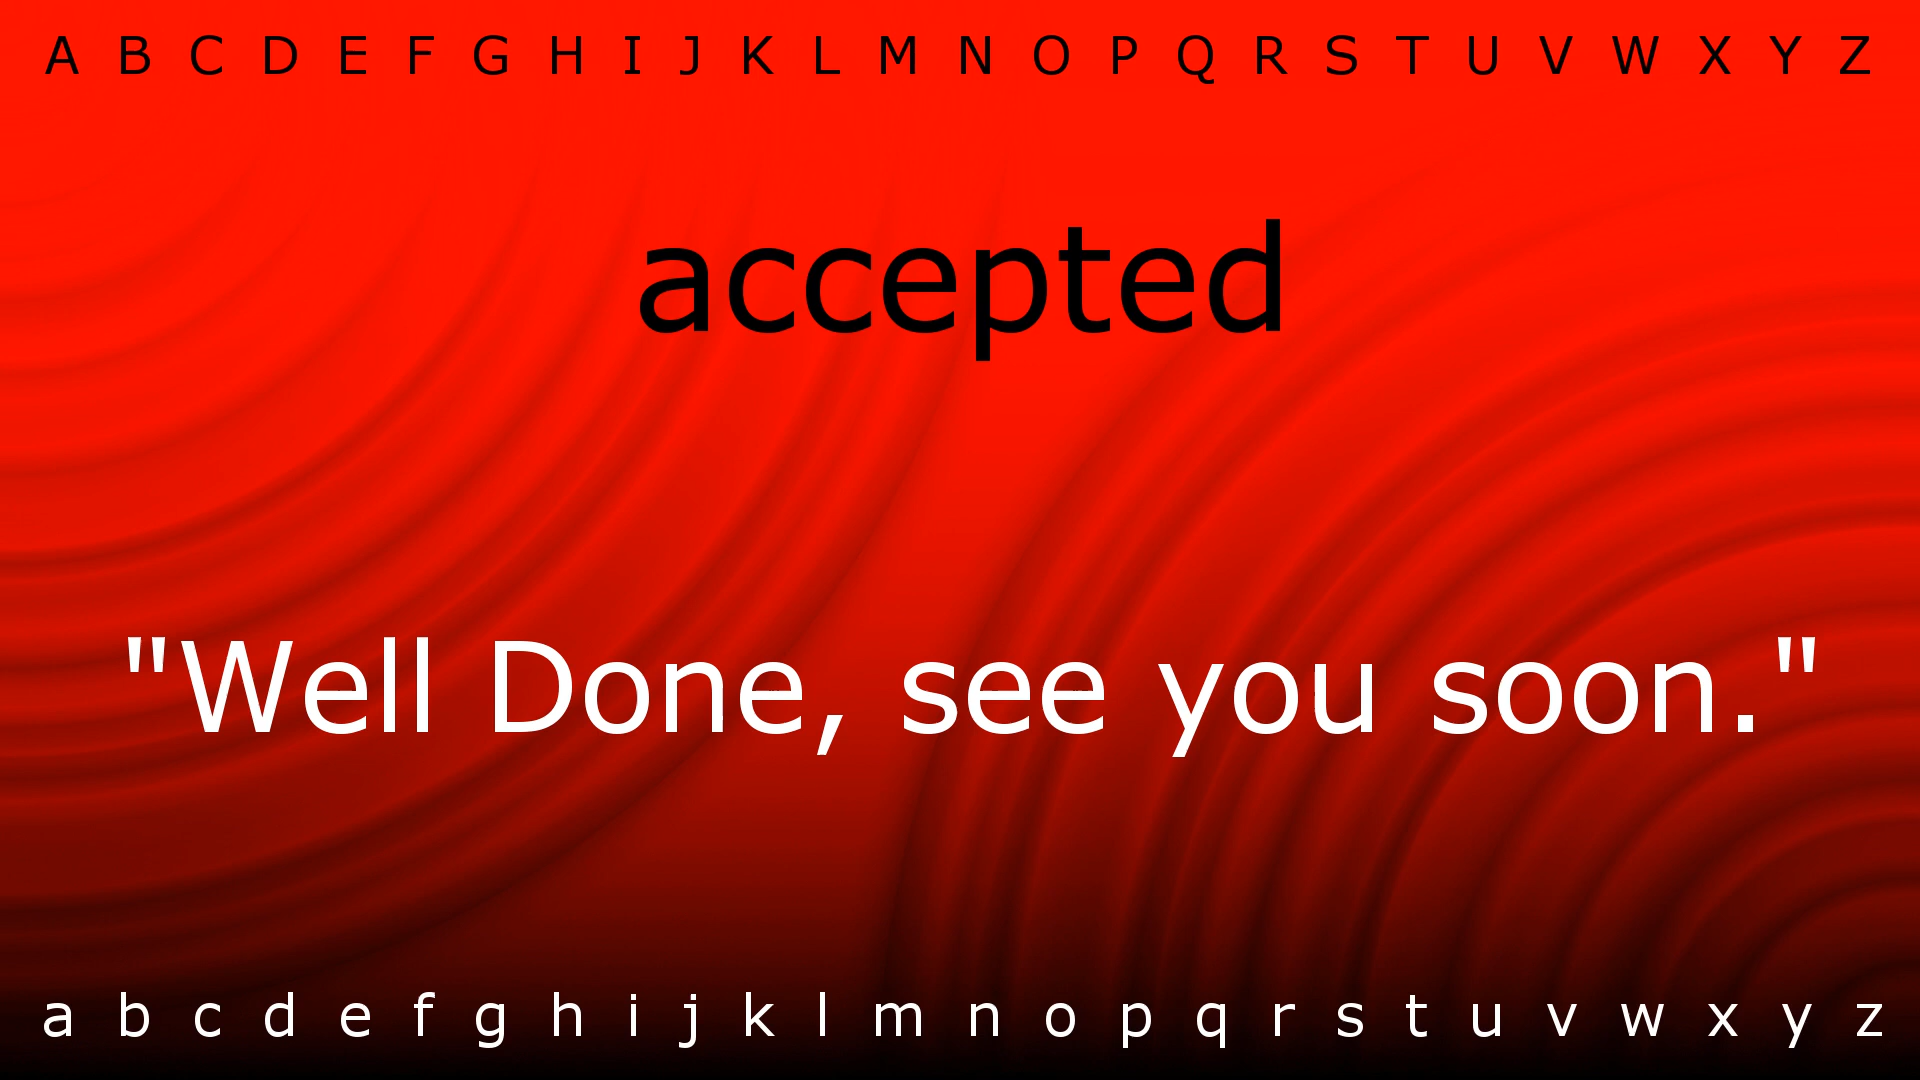 A B C D E F G H I J K L M N O P Q R S T U V W X Y Z
accepted
"Well Done, see you soon."
a b c d e f g h i j k l m n o p q r s t u v w x y z